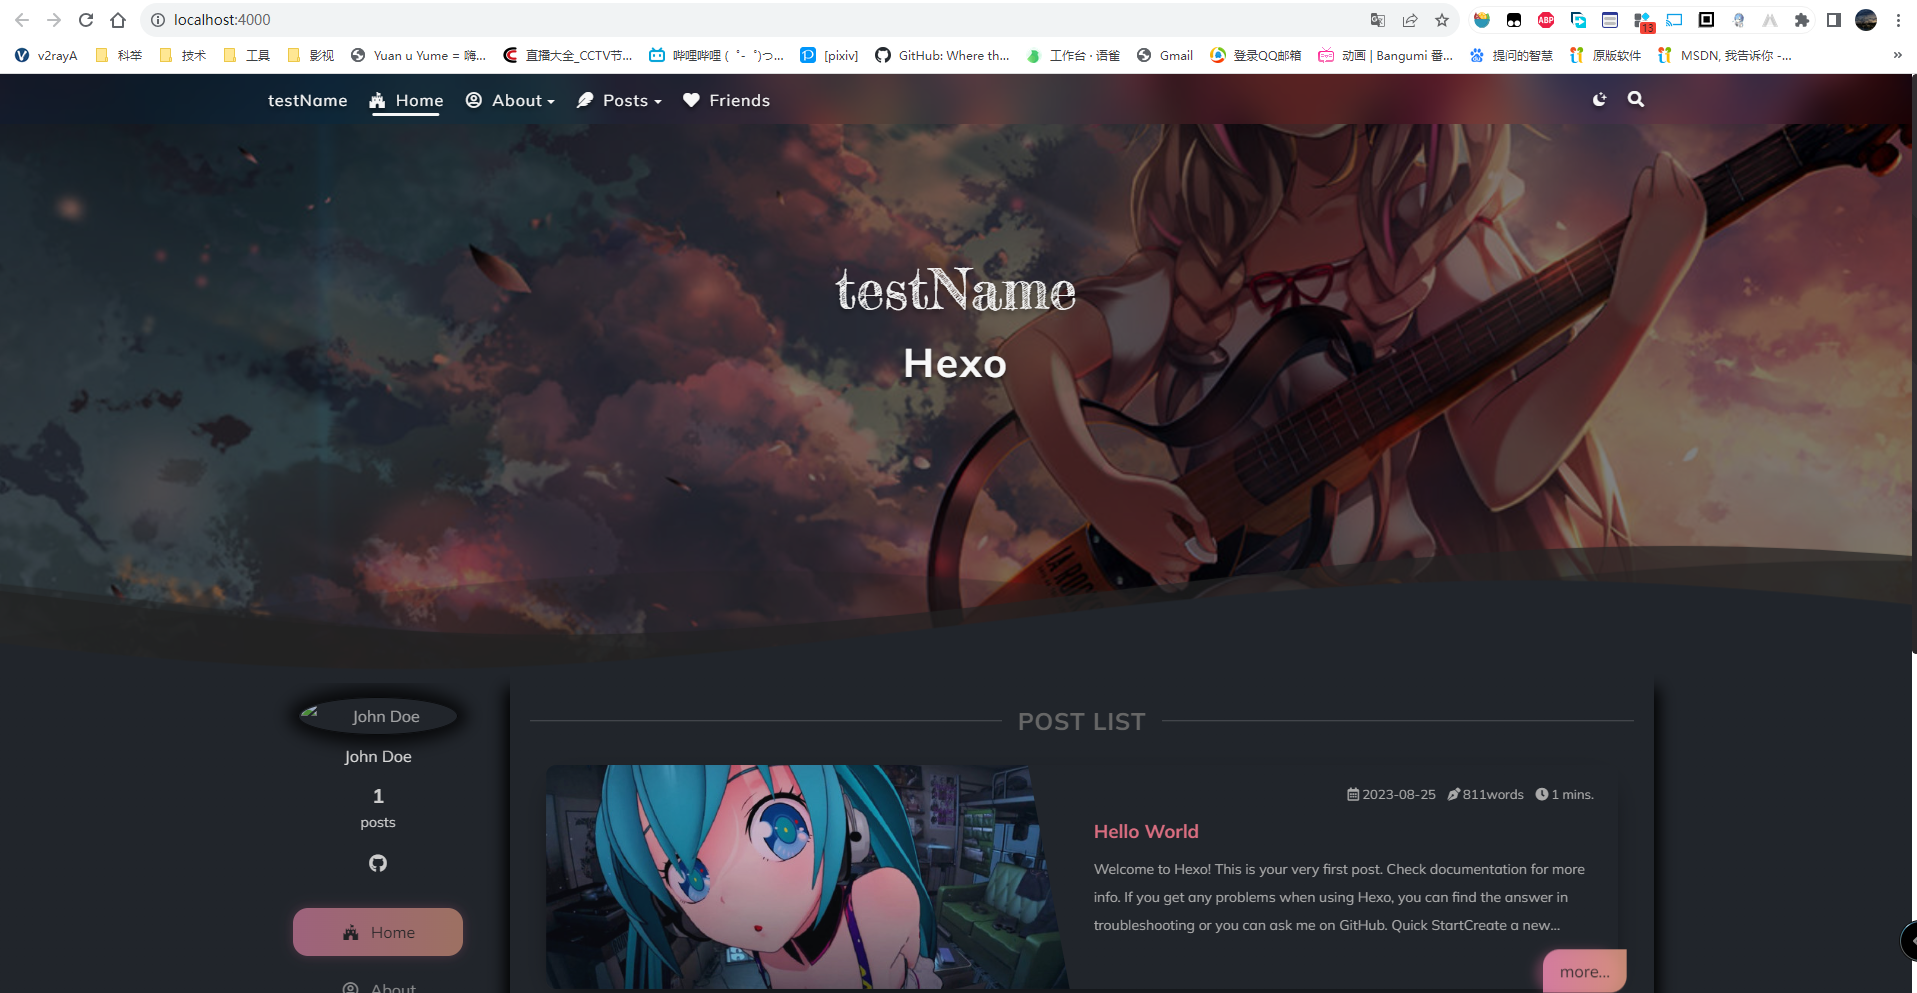 localhost:4000
ABP
13
v2rayA 科举 技术 工具 影视 Yuan u Yume = 嗨... 直播大全_CCTV节... 哔哩哔哩 ( ゜- ゜)つ... [pixiv] GitHub: Where th... 工作台 · 语雀 Gmail 登录QQ邮箱 动画 | Bangumi 番... 提问的智慧 原版软件 MSDN, 我告诉你 -... »
testName Home About Posts Friends
testName
Hexo
John Doe
John Doe
1
posts
Home
About
POST LIST
2023-08-25 811words 1 mins.
Hello World
Welcome to Hexo! This is your very first post. Check documentation for more
info. If you get any problems when using Hexo, you can find the answer in
troubleshooting or you can ask me on GitHub. Quick StartCreate a new...
more...